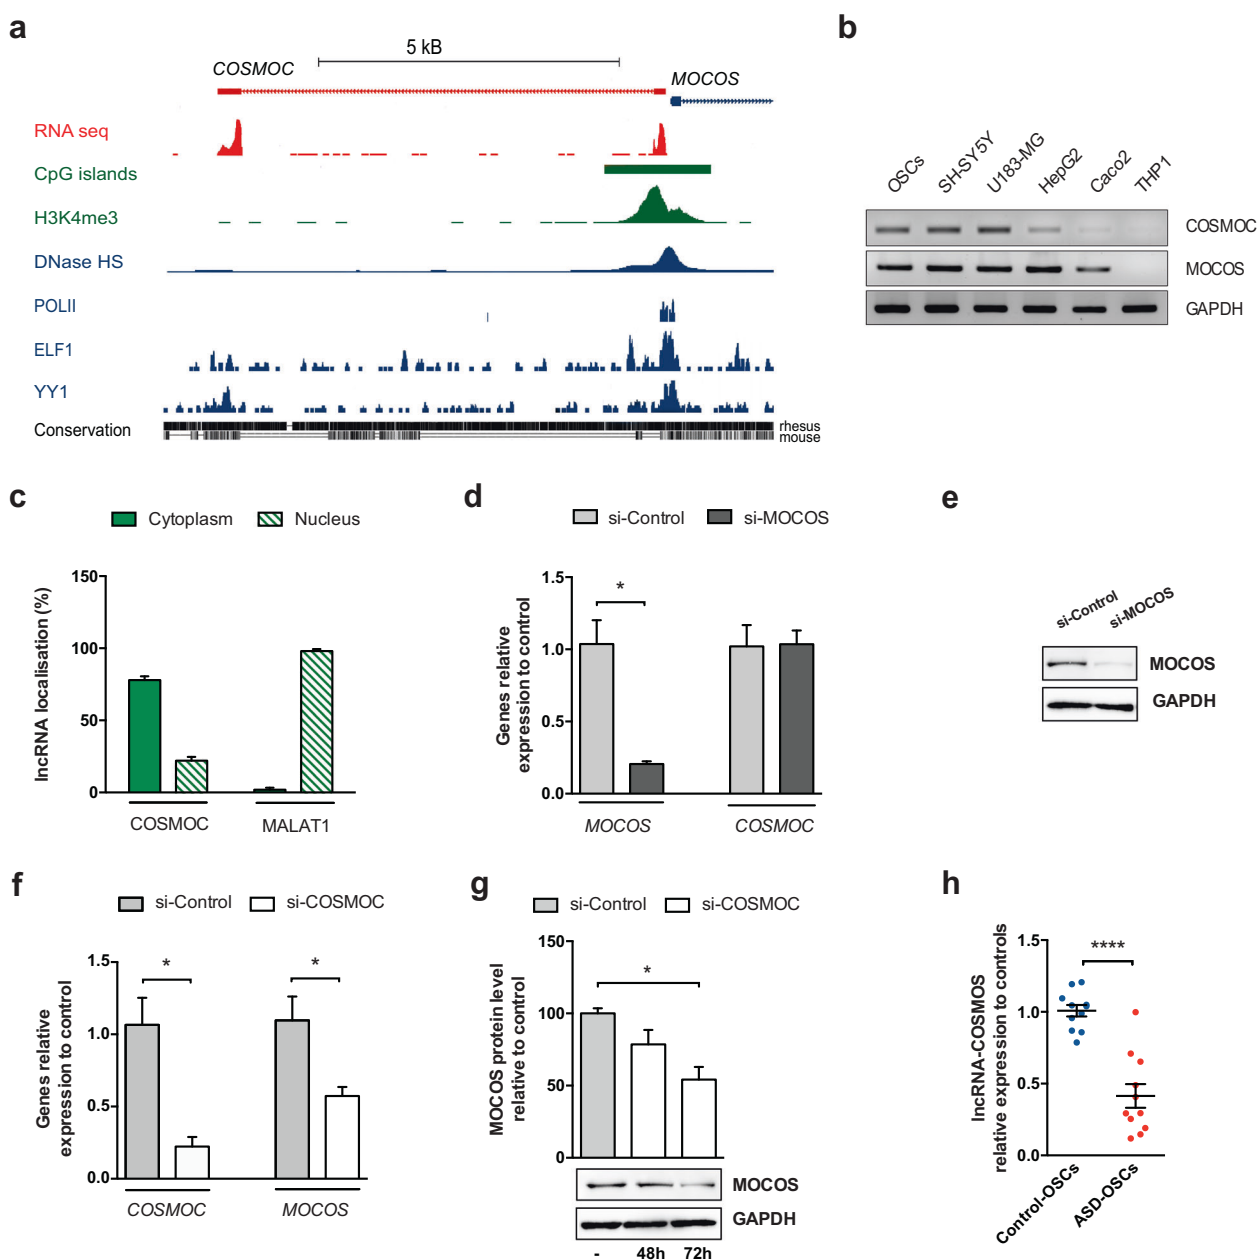 a
5 kB
COSMOC
MOCOS
RNA seq
CpG islands
H3K4me3
DNase HS
POLII
ELF1
YY1
Conservation
rhesus
mouse
b
OSCs
SH-SY5Y
U183-MG
HepG2
Caco2
THP1
COSMOC
MOCOS
GAPDH
c
Cytoplasm
Nucleus
lncRNA localisation (%)
150
100
50
0
COSMOC
MALAT1
d
si-Control
si-MOCOS
Genes relative
expression to control
1.5
1.0
0.5
0.0
*
MOCOS
COSMOC
e
si-Control
si-MOCOS
MOCOS
GAPDH
f
si-Control
si-COSMOC
Genes relative
expression to control
1.5
1.0
0.5
0.0
*
*
COSMOC
MOCOS
g
si-Control
si-COSMOC
MOCOS protein level
relative to control
150
100
50
0
*
MOCOS
GAPDH
-
48h
72h
h
lncRNA-COSMOS
relative expression to controls
1.5
1.0
0.5
0.0
****
Control-OSCs
ASD-OSCs